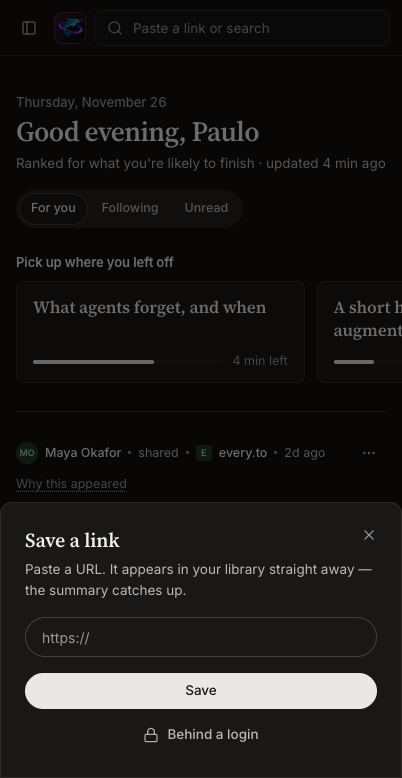 Paste a link or search
Thursday, November 26
Good evening, Paulo
Ranked for what you're likely to finish · updated 4 min ago
For you
Following
Unread
Pick up where you left off
What agents forget, and when
4 min left
A short h
augment
MO Maya Okafor • shared • E every.to • 2d ago
Why this appeared
Save a link
Paste a URL. It appears in your library straight away —
the summary catches up.
https://
Save
Behind a login